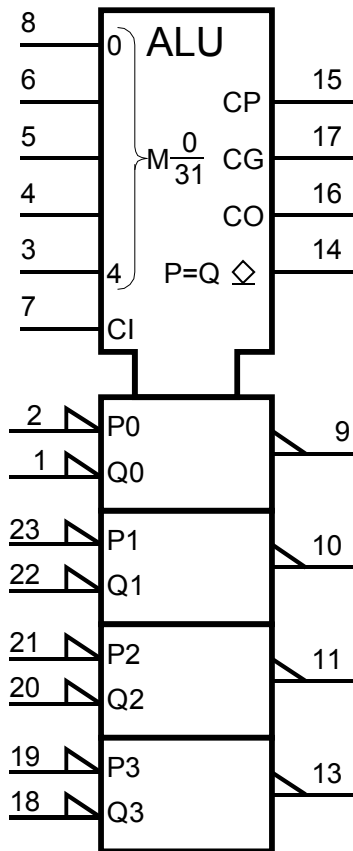 8 0 ALU
6 CP 15
5 M 0/31 CG 17
4 CO 16
3 4 P=Q 14
7 CI
2 P0 9
1 Q0
23 P1 10
22 Q1
21 P2 11
20 Q2
19 P3 13
18 Q3